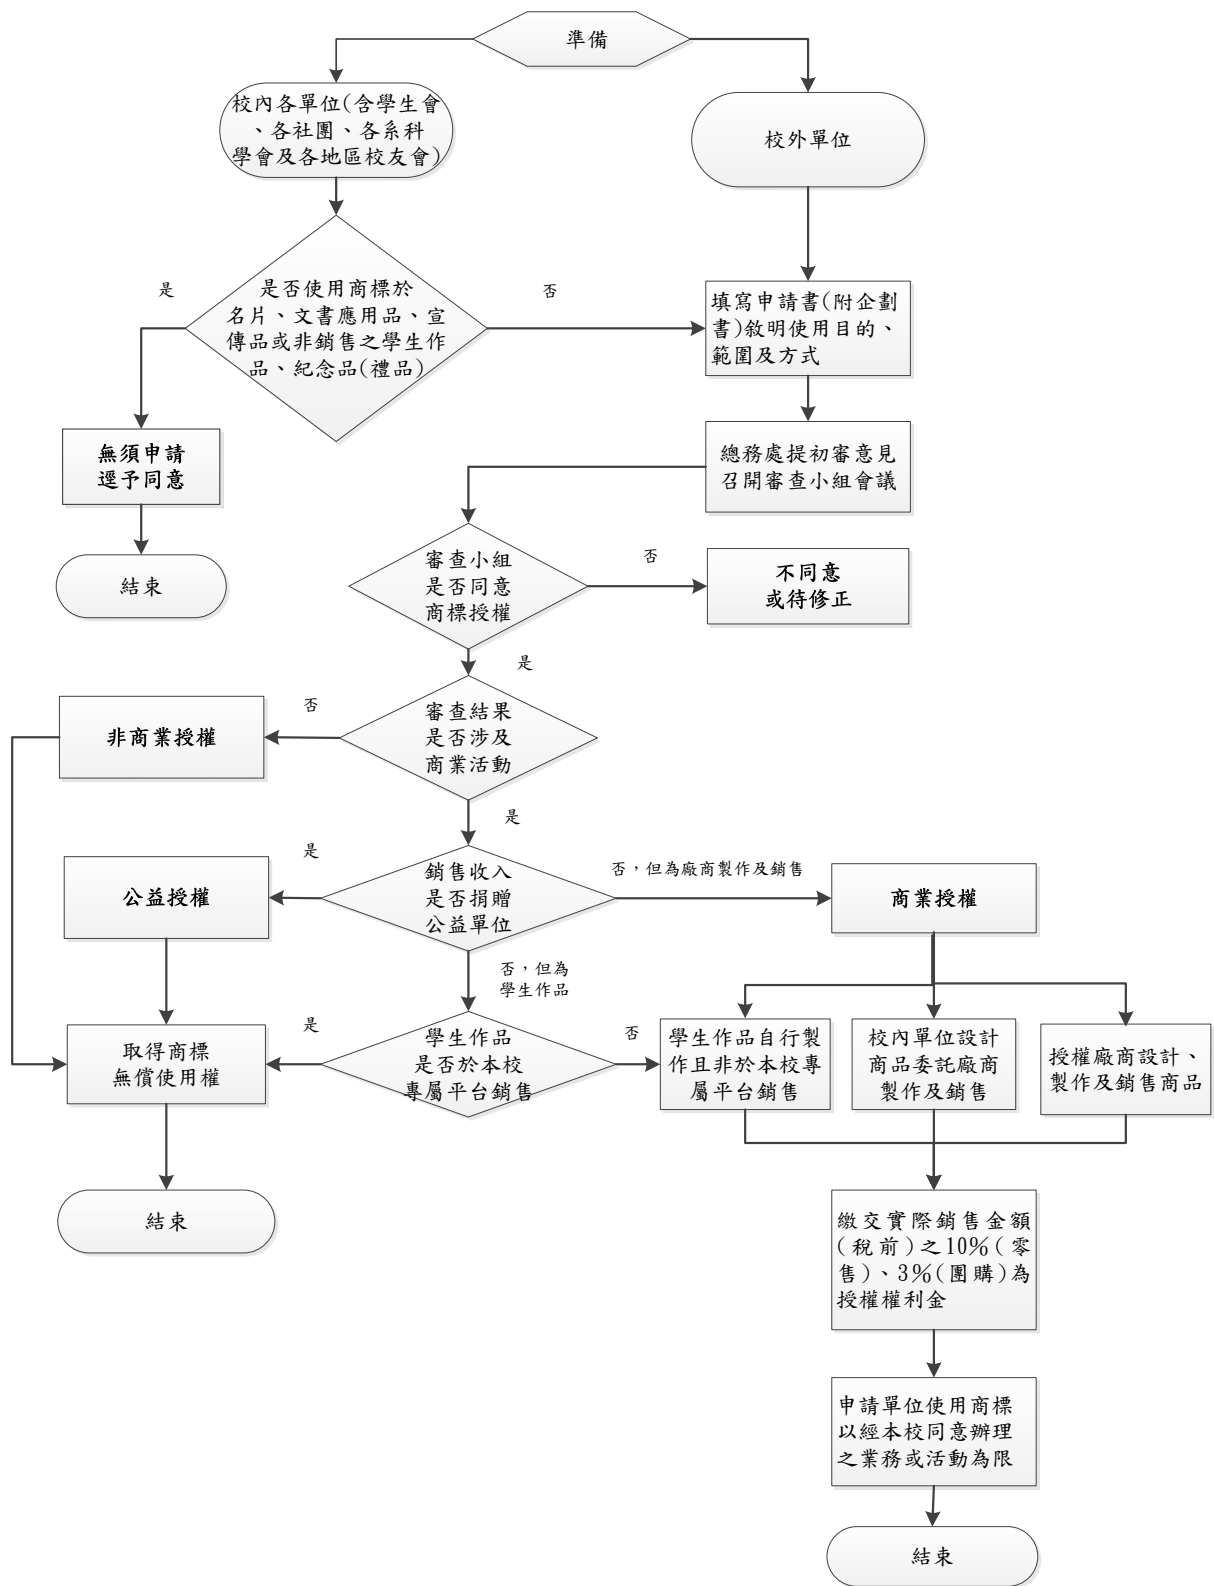 準備
校內各單位(含學生會
、各社團、各系科
學會及各地區校友會)
校外單位
是
是否使用商標於
名片、文書應用品、宣
傳品或非銷售之學生作
品、紀念品(禮品)
否
填寫申請書(附企劃
書)敘明使用目的、
範圍及方式
無須申請
逕予同意
總務處提初審意見
召開審查小組會議
結束
審查小組
是否同意
商標授權
否
不同意
或待修正
是
非商業授權
否
審查結果
是否涉及
商業活動
是
公益授權
是
銷售收入
是否捐贈
公益單位
否，但為廠商製作及銷售
商業授權
否，但為
學生作品
取得商標
無償使用權
是
學生作品
是否於本校
專屬平台銷售
否
學生作品自行製
作且非於本校專
屬平台銷售
校內單位設計
商品委託廠商
製作及銷售
授權廠商設計、
製作及銷售商品
結束
繳交實際銷售金額
(稅前)之10%(零
售)、3%(團購)為
授權權利金
申請單位使用商標
以經本校同意辦理
之業務或活動為限
結束